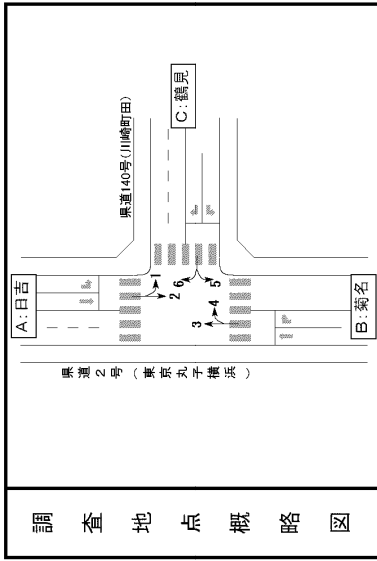 調査地点概略図
A:日吉
県道140号(川崎町田)
C:鶴見
県道2号(東京丸子横浜)
B:菊名
1
2
3
4
5
6